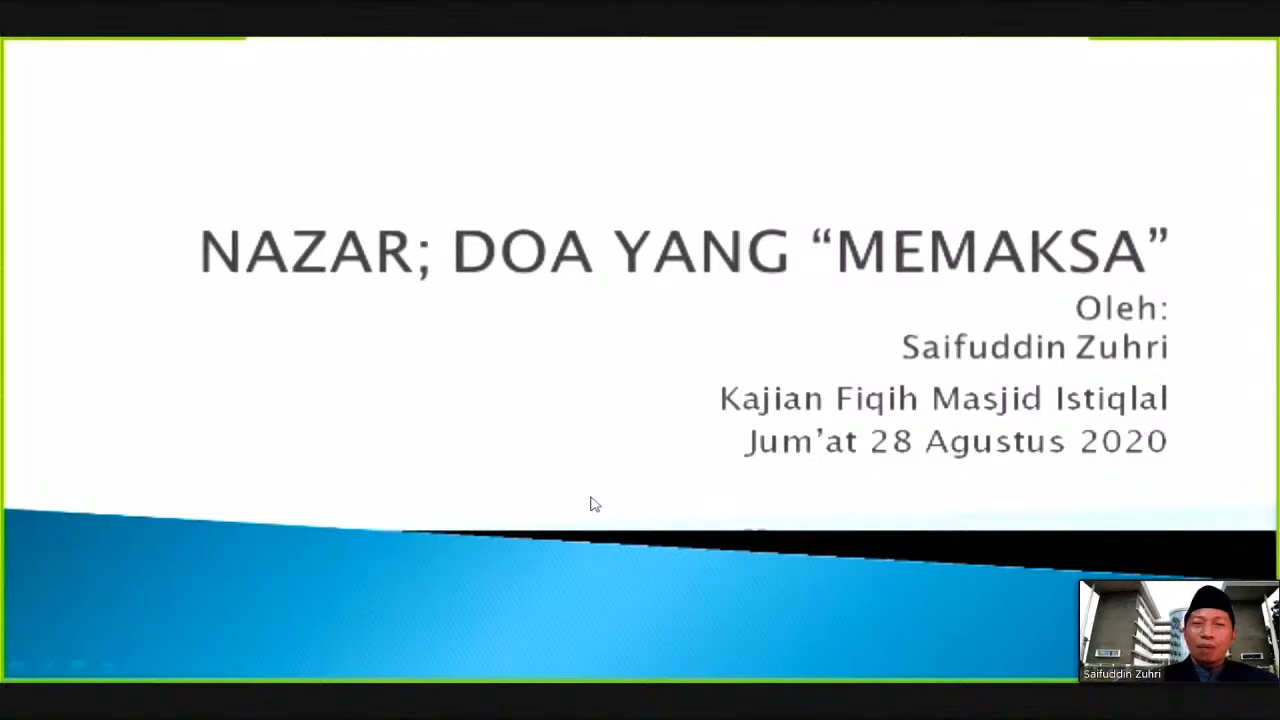 NAZAR; DOA YANG “MEMAKSA”
Oleh:
Saifuddin Zuhri
Kajian Fiqih Masjid Istiqlal
Jum’at 28 Agustus 2020
Saifuddin Zuhri